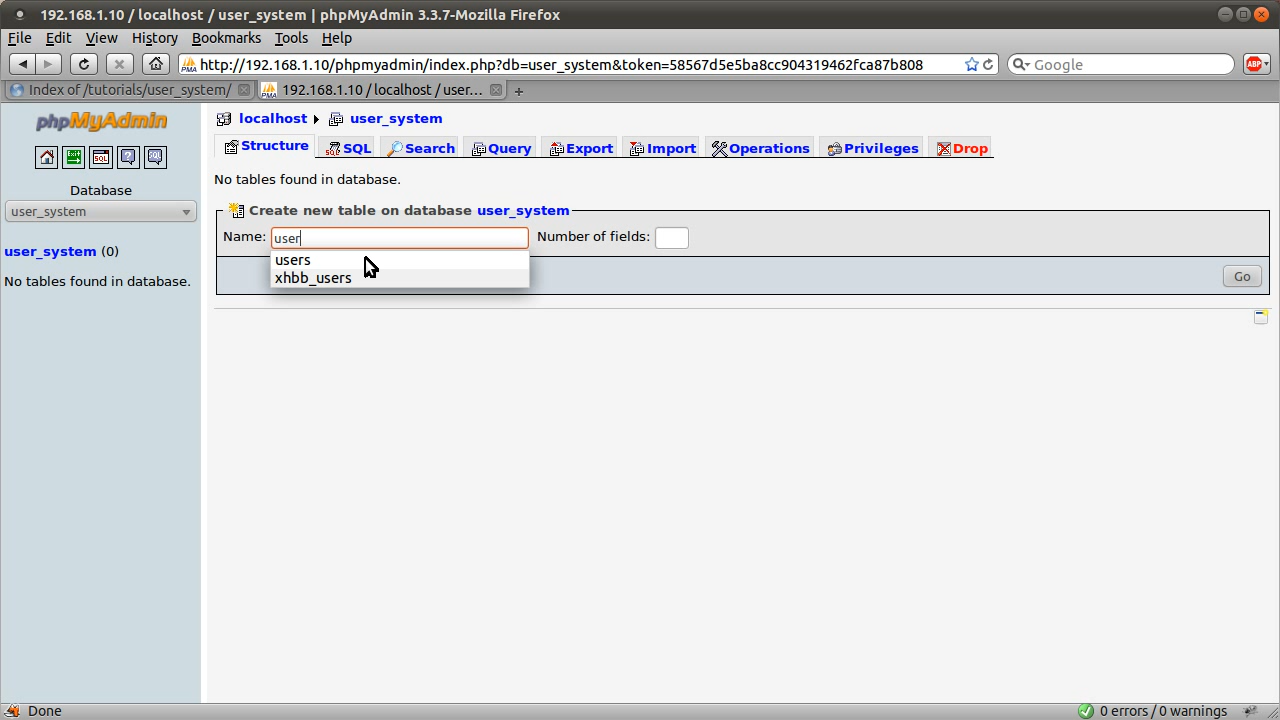 192.168.1.10 / localhost / user_system | phpMyAdmin 3.3.7-Mozilla Firefox
File Edit View History Bookmarks Tools Help
http://192.168.1.10/phpmyadmin/index.php?db=user_system&token=58567d5e5ba8cc904319462fca87b808
Google
ABP
Index of /tutorials/user_system/
192.168.1.10 / localhost / user...
phpMyAdmin
SQL
Database
user_system
user_system (0)
No tables found in database.
localhost user_system
Structure SQL Search Query Export Import Operations Privileges Drop
No tables found in database.
Create new table on database user_system
Name: user Number of fields:
users
xhbb_users
Go
Done
0 errors / 0 warnings